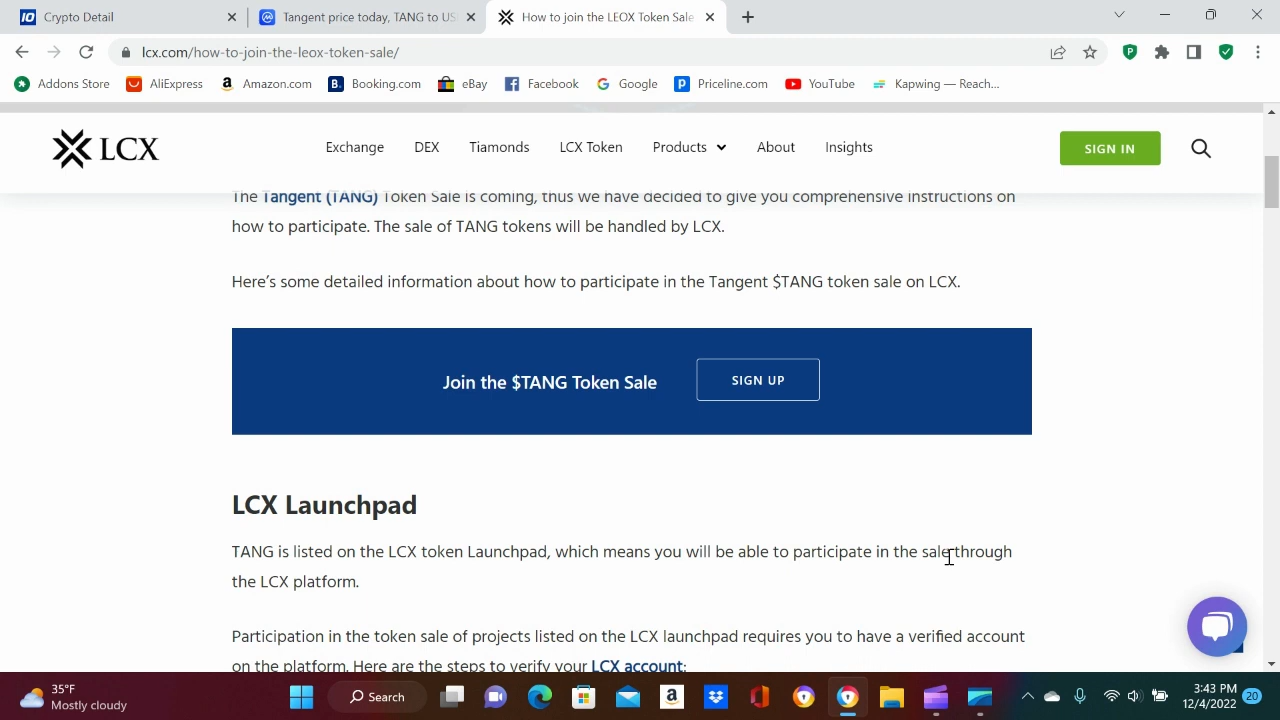 Crypto Detail
Tangent price today, TANG to US
How to join the LEOX Token Sale
lcx.com/how-to-join-the-leox-token-sale/
Addons Store
AliExpress
Amazon.com
Booking.com
eBay
Facebook
Google
Priceline.com
YouTube
Kapwing — Reach...
LCX
Exchange
DEX
Tiamonds
LCX Token
Products
About
Insights
SIGN IN
The Tangent (TANG) Token Sale is coming, thus we have decided to give you comprehensive instructions on
how to participate. The sale of TANG tokens will be handled by LCX.
Here's some detailed information about how to participate in the Tangent $TANG token sale on LCX.
Join the $TANG Token Sale
SIGN UP
LCX Launchpad
TANG is listed on the LCX token Launchpad, which means you will be able to participate in the sale through
the LCX platform.
Participation in the token sale of projects listed on the LCX launchpad requires you to have a verified account
on the platform. Here are the steps to verify your LCX account:
35°F
Mostly cloudy
Search
3:43 PM
12/4/2022
20